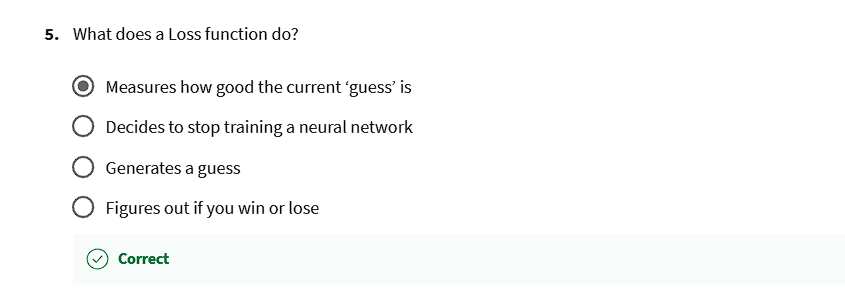 5. What does a Loss function do?
Measures how good the current ‘guess’ is
Decides to stop training a neural network
Generates a guess
Figures out if you win or lose
Correct